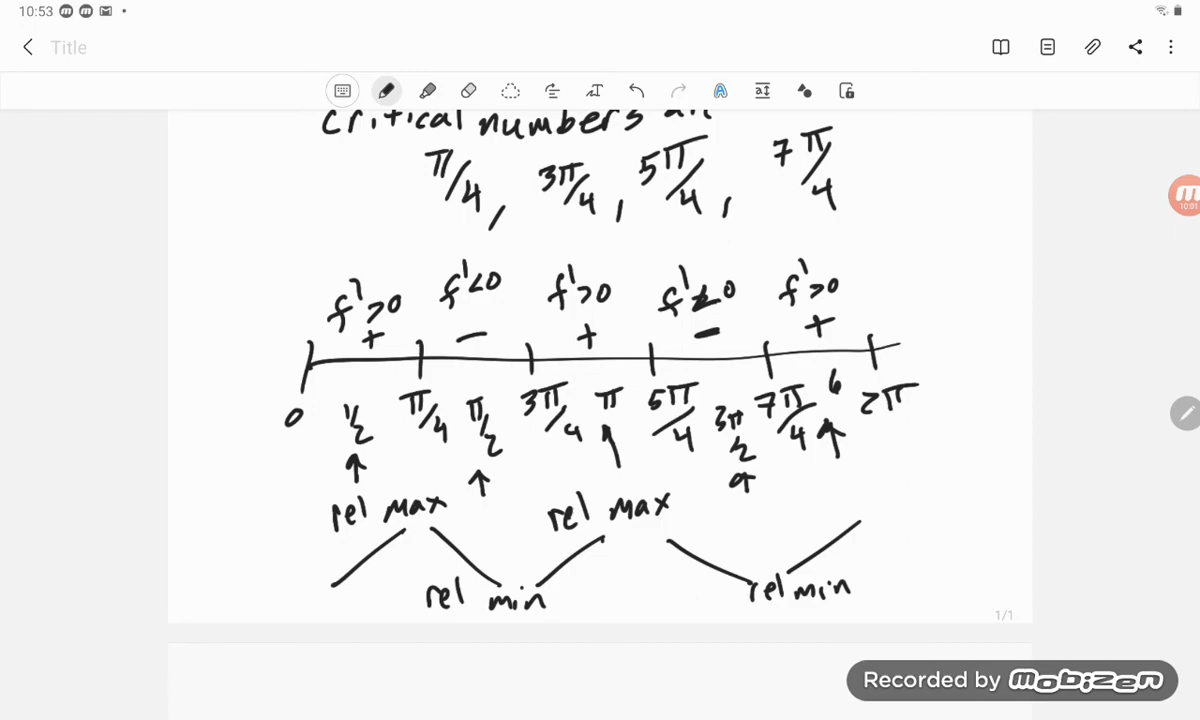 10:53
Title
critical numbers
π/4, 3π/4, 5π/4, 7π/4
f'>0 f'<0 f'>0 f'<0 f'>0
+ − + − +
0 1/2 π/4 π/2 3π/4 π 5π/4 3π/2 7π/4 6 2π
↑ ↑ ↑ ↑ ↑
rel max rel max
rel min rel min
1/1
10:01
Recorded by mobizen